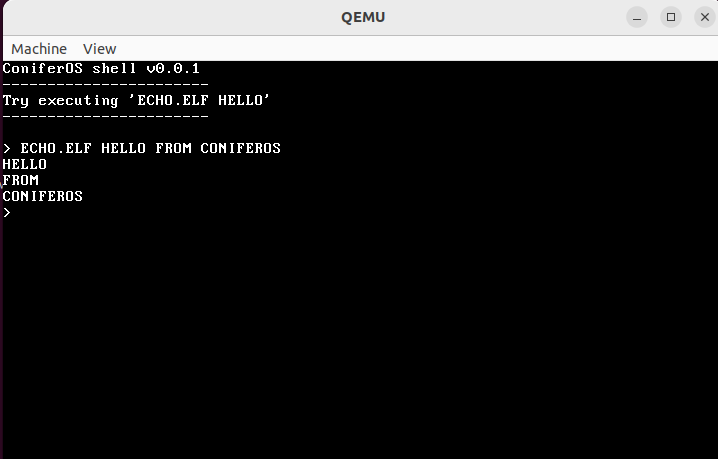 QEMU
Machine View
ConiferOS shell v0.0.1
-----------------------
Try executing 'ECHO.ELF HELLO'
-----------------------
> ECHO.ELF HELLO FROM CONIFEROS
HELLO
FROM
CONIFEROS
>